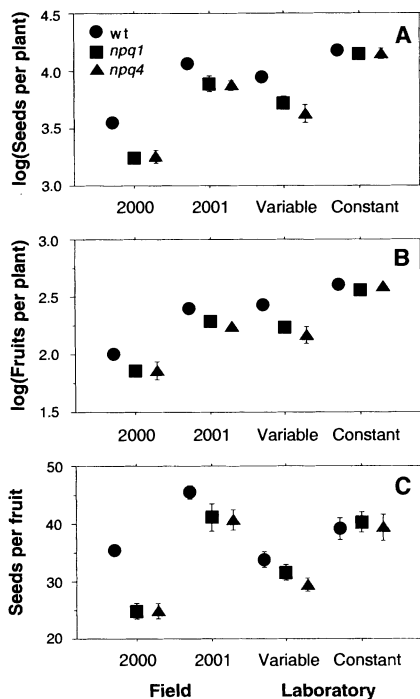 A
wt
npq1
npq4
log(Seeds per plant)
4.5
4.0
3.5
3.0
2000 2001 Variable Constant
B
log(Fruits per plant)
3.0
2.5
2.0
1.5
2000 2001 Variable Constant
C
Seeds per fruit
50
40
30
20
2000 2001 Variable Constant
Field Laboratory